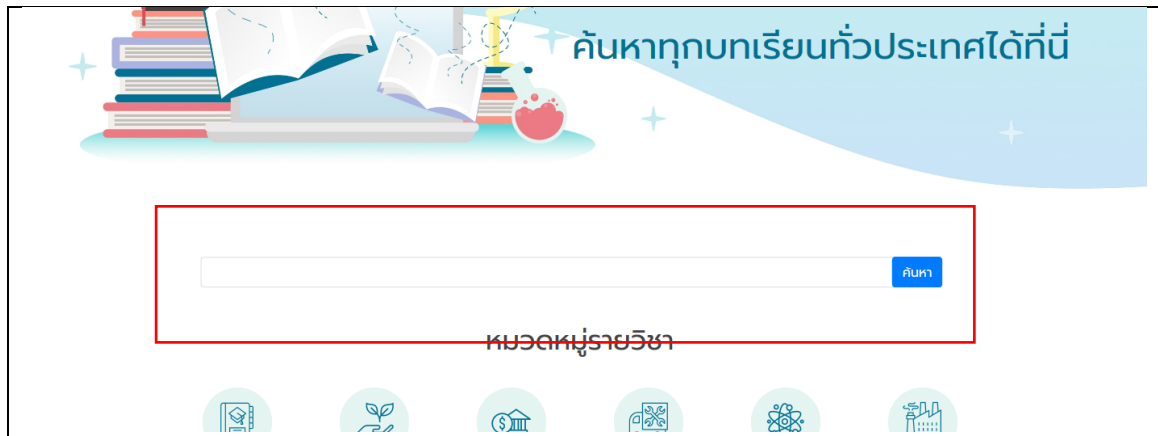 ค้นหาทุกบทเรียนทั่วประเทศได้ที่นี่
ค้นหา
หมวดหมู่รายวิชา